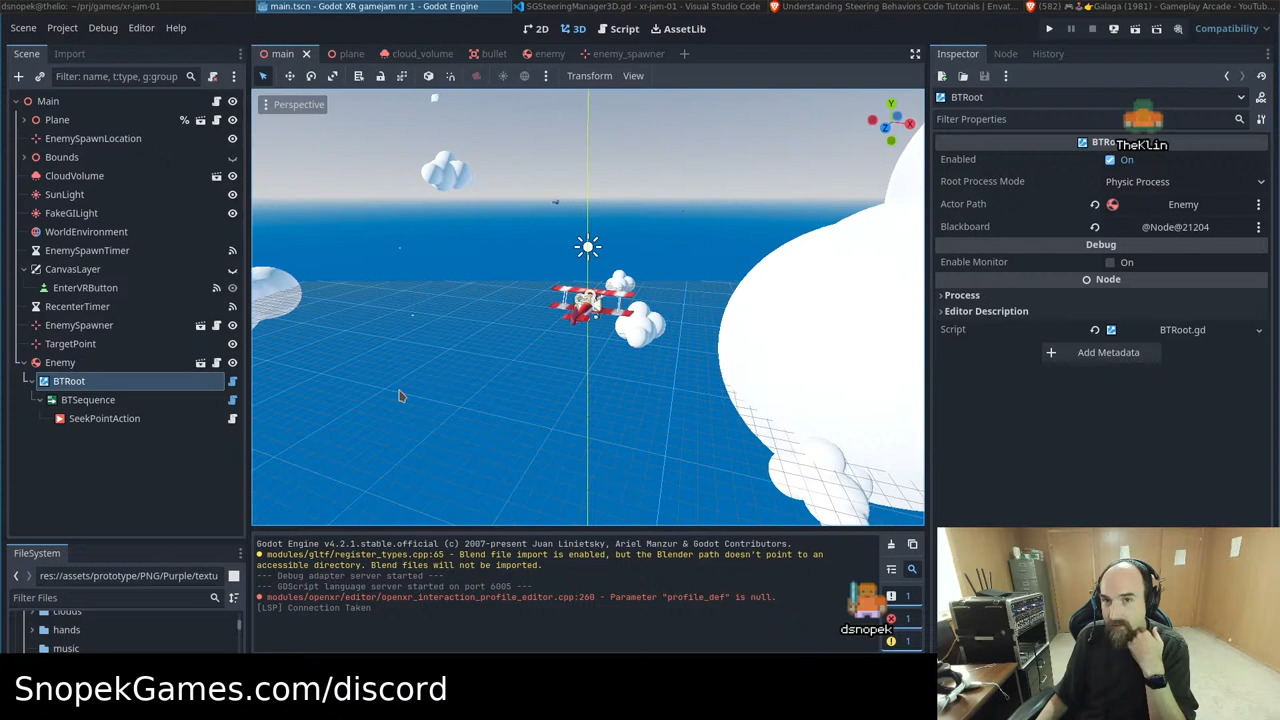 dsnopek@thelio: ~/prj/games/xr-jam-01
main.tscn - Godot XR gamejam nr 1 - Godot Engine
SGSteeringManager3D.gd - xr-jam-01 - Visual Studio Code
Understanding Steering Behaviors Code Tutorials | Envat...
(582) Galaga (1981) - Gameplay Arcade - YouT...
Scene Project Debug Editor Help
2D 3D Script AssetLib
Compatibility
Scene Import
main plane cloud_volume bullet enemy enemy_spawner
Inspector Node History
Filter: name, t:type, g:group
Transform View
Main
Plane
EnemySpawnLocation
Bounds
CloudVolume
SunLight
FakeGILight
WorldEnvironment
EnemySpawnTimer
CanvasLayer
EnterVRButton
RecenterTimer
EnemySpawner
TargetPoint
Enemy
BTRoot
BTSequence
SeekPointAction
Perspective
Y
X
Z
BTRoot
Filter Properties
BTRo
TheKlin
Enabled On
Root Process Mode Physic Process
Actor Path Enemy
Blackboard @Node@21204
Debug
Enable Monitor On
Node
Process
Editor Description
Script BTRoot.gd
Add Metadata
FileSystem
res://assets/prototype/PNG/Purple/textu
Filter Files
clouds
hands
music
Godot Engine v4.2.1.stable.official (c) 2007-present Juan Linietsky, Ariel Manzur & Godot Contributors.
modules/gltf/register_types.cpp:65 - Blend file import is enabled, but the Blender path doesn't point to an
accessible directory. Blend files will not be imported.
--- Debug adapter server started ---
--- GDScript language server started on port 6005 ---
modules/openxr/editor/openxr_interaction_profile_editor.cpp:260 - Parameter "profile_def" is null.
[LSP] Connection Taken
1
1
1
dsnopek
SnopekGames.com/discord